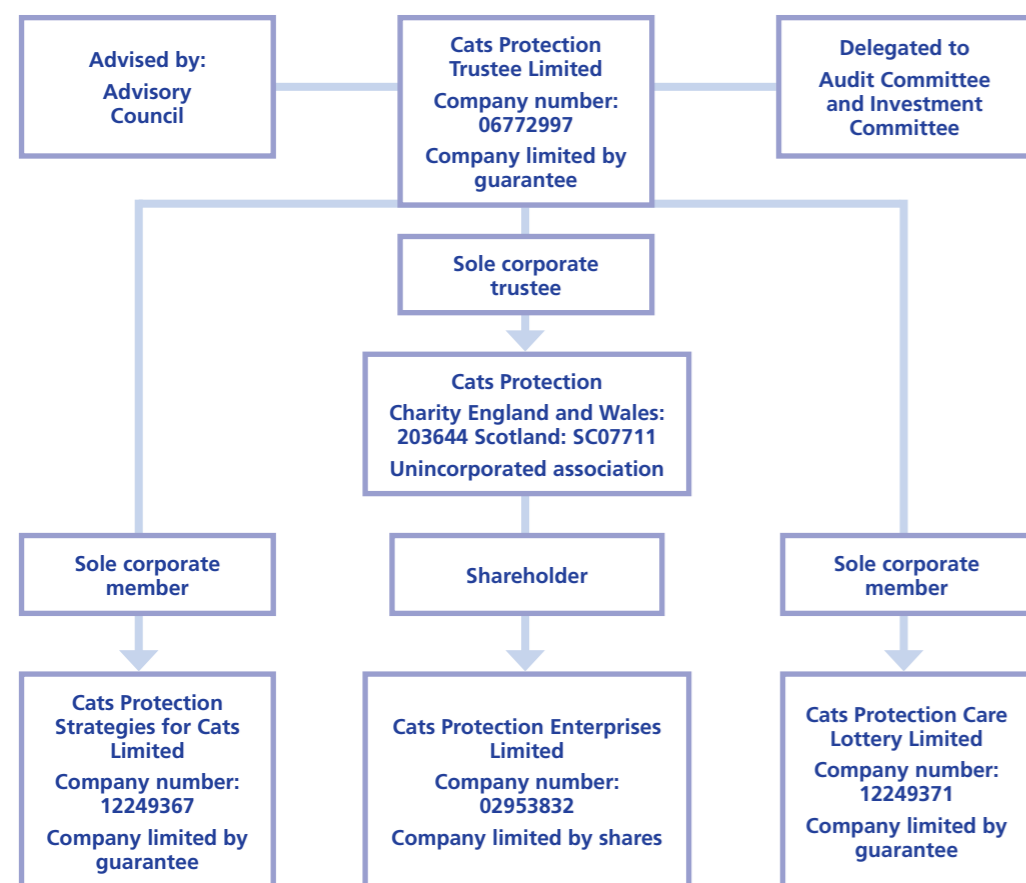 Advised by:
Advisory
Council
Cats Protection
Trustee Limited
Company number:
06772997
Company limited by
guarantee
Delegated to
Audit Committee
and Investment
Committee
Sole corporate
trustee
Cats Protection
Charity England and Wales:
203644 Scotland: SC07711
Unincorporated association
Sole corporate
member
Shareholder
Sole corporate
member
Cats Protection
Strategies for Cats
Limited
Company number:
12249367
Company limited by
guarantee
Cats Protection Enterprises
Limited
Company number:
02953832
Company limited by shares
Cats Protection Care
Lottery Limited
Company number:
12249371
Company limited by
guarantee